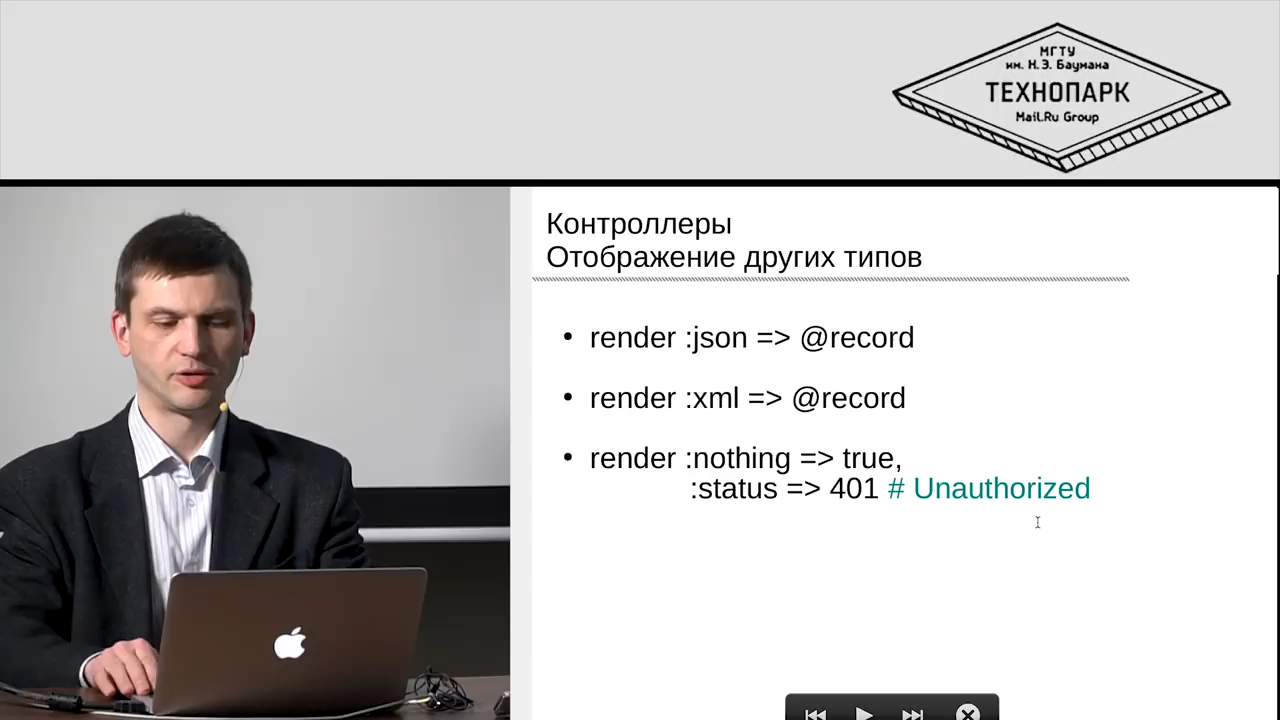 МГТУ
им. Н.Э. Баумана
ТЕХНОПАРК
Mail.Ru Group
Контроллеры
Отображение других типов
• render :json => @record
• render :xml => @record
• render :nothing => true,
:status => 401 # Unauthorized